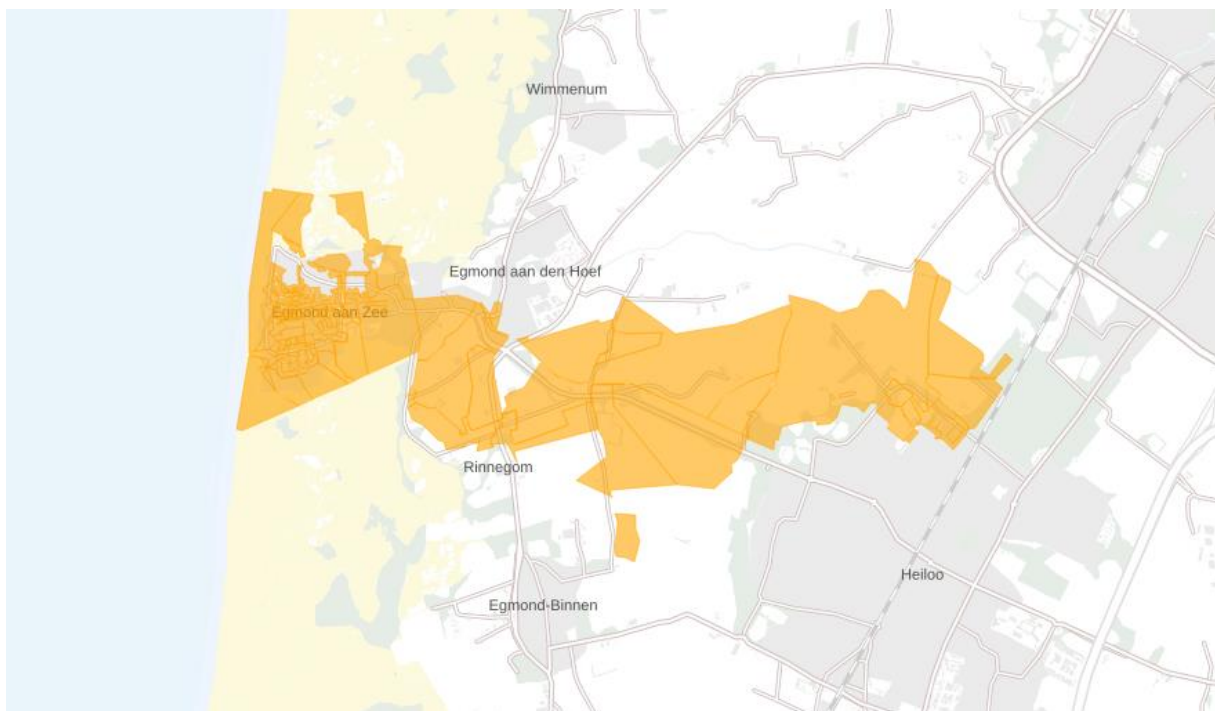 Wimmenum
Egmond aan den Hoef
Egmond aan Zee
Rinnegom
Heiloo
Egmond-Binnen